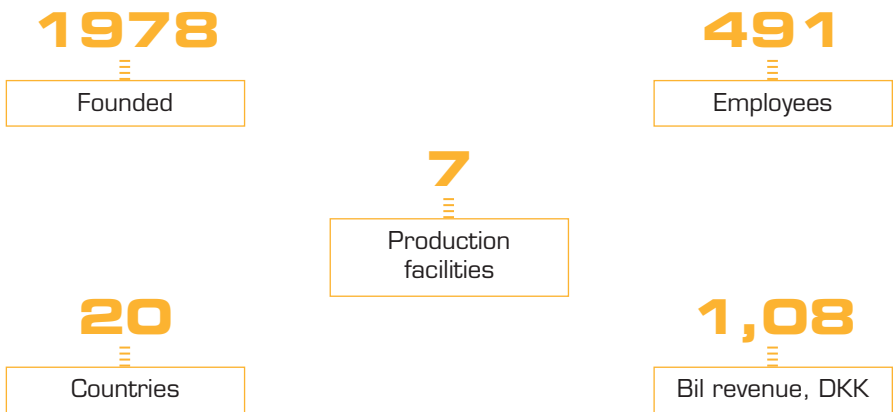 1978
Founded
491
Employees
7
Production
facilities
20
Countries
1,08
Bil revenue, DKK